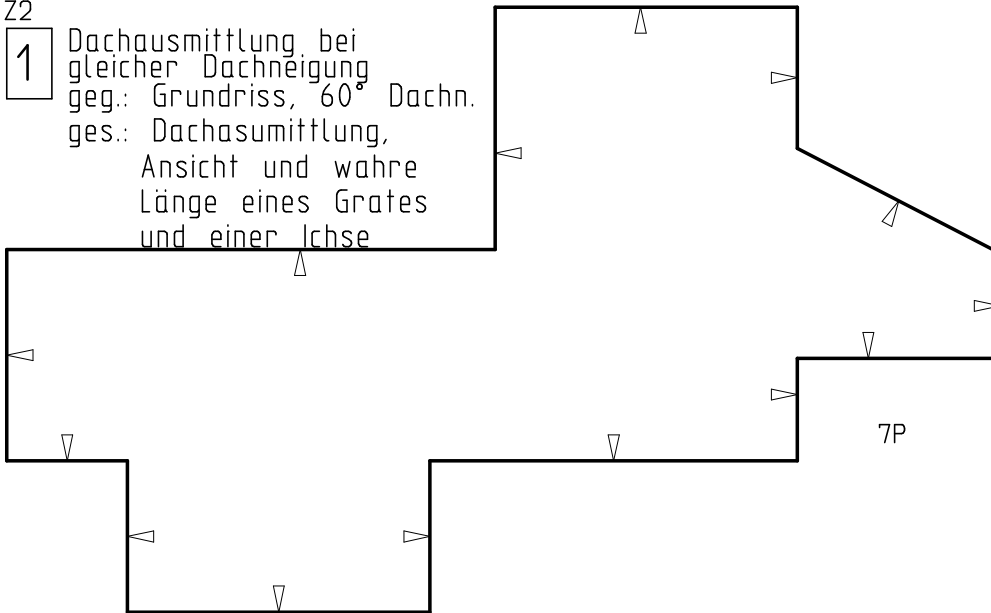 Z2
1
Dachausmittlung bei
gleicher Dachneigung
geg.: Grundriss, 60° Dachn.
ges.: Dachasumittlung,
Ansicht und wahre
Länge eines Grates
und einer Ichse
7P